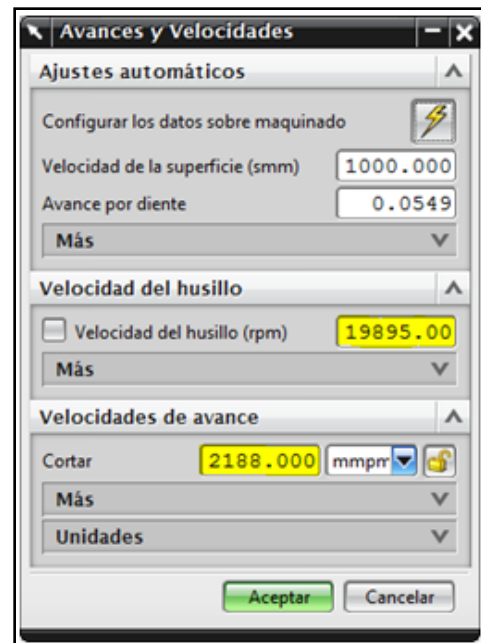 Avances y Velocidades
Ajustes automáticos
Configurar los datos sobre maquinado
Velocidad de la superficie (smm) 1000.000
Avance por diente 0.0549
Más
Velocidad del husillo
Velocidad del husillo (rpm) 19895.00
Más
Velocidades de avance
Cortar 2188.000 mmpm
Más
Unidades
Aceptar Cancelar